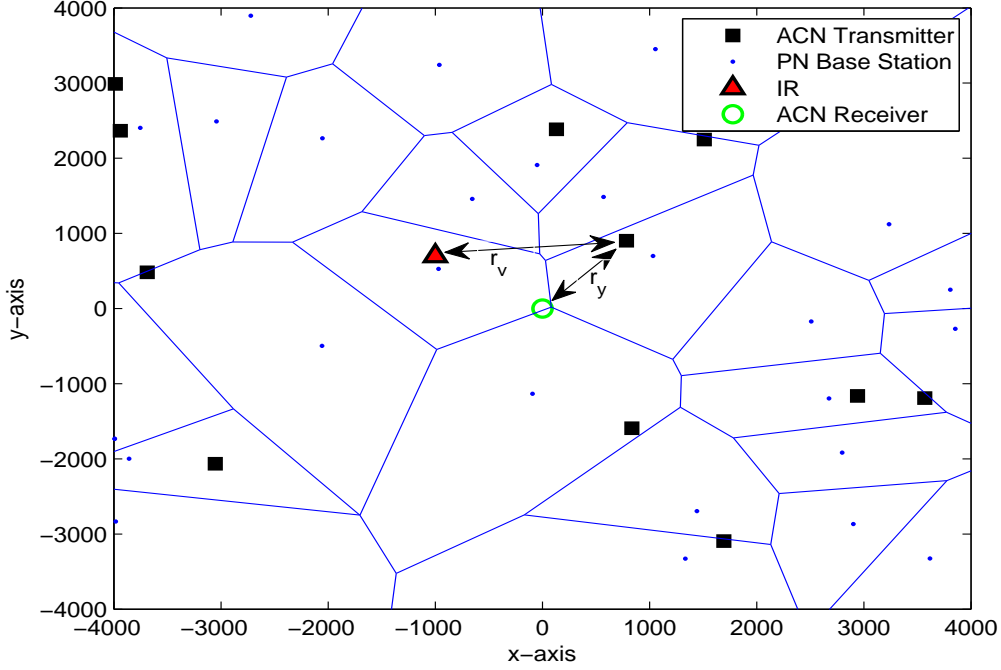 4000
3000
2000
1000
0
−1000
−2000
−3000
−4000
y−axis
ACN Transmitter
PN Base Station
IR
ACN Receiver
r_v
r_y
−4000 −3000 −2000 −1000 0 1000 2000 3000 4000
x−axis